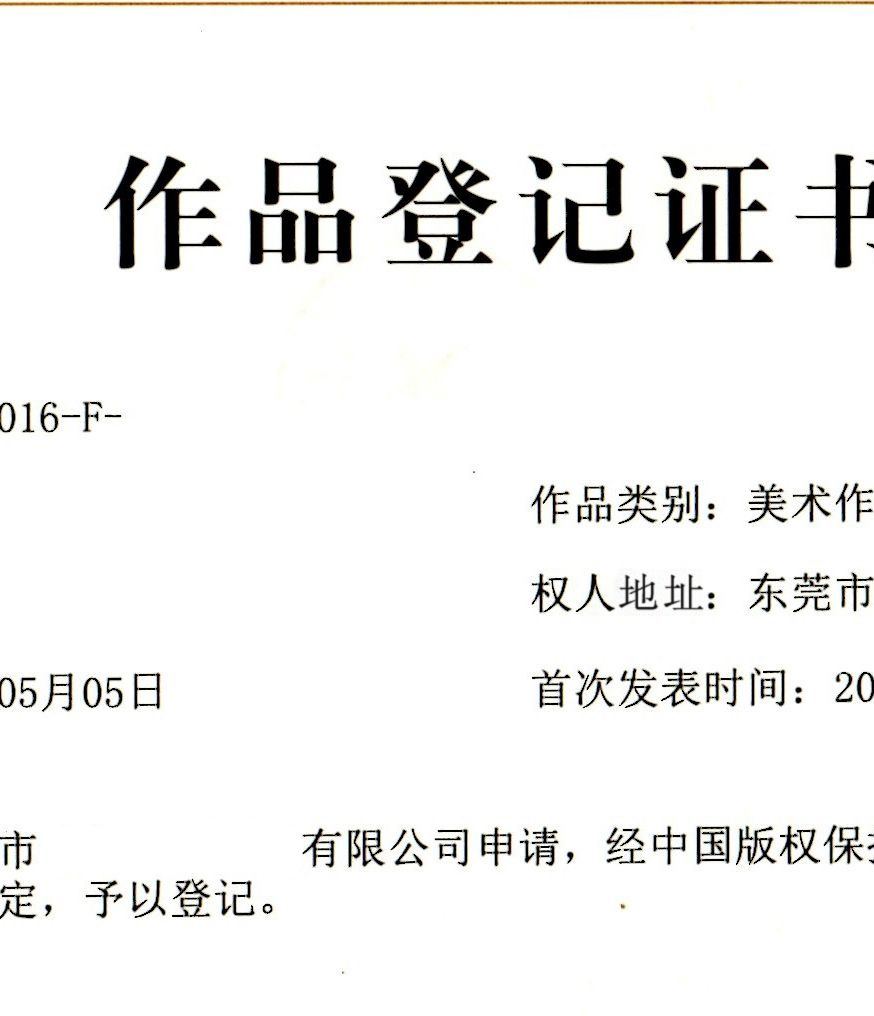 作品登记证书
016-F-
作品类别：美术作
权人地址：东莞市
05月05日 首次发表时间：20
市 有限公司申请，经中国版权保
定，予以登记。